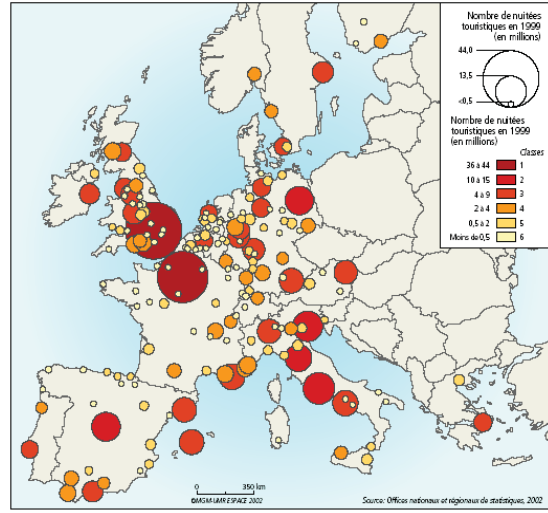 Nombre de nuitées
touristiques en 1999
(en millions)
44,0
13,5
<0,5
Nombre de nuitées
touristiques en 1999
(en millions)
Classes
36 à 44 1
10 à 15 2
4 à 9 3
2 à 4 4
0,5 à 2 5
Moins de 0,5 6
0 350 km
©MGM-UMR ESPACE 2002
Source: Offices nationaux et régionaux de statistiques, 2002